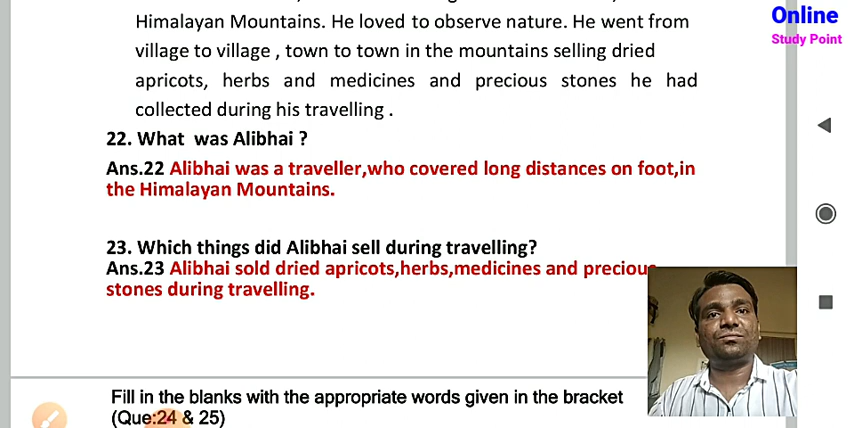 Himalayan Mountains. He loved to observe nature. He went from
village to village , town to town in the mountains selling dried
apricots, herbs and medicines and precious stones he had
collected during his travelling .
22. What was Alibhai ?
Ans.22 Alibhai was a traveller,who covered long distances on foot,in
the Himalayan Mountains.
23. Which things did Alibhai sell during travelling?
Ans.23 Alibhai sold dried apricots,herbs,medicines and precious
stones during travelling.
Fill in the blanks with the appropriate words given in the bracket
(Que:24 & 25)
Online
Study Point